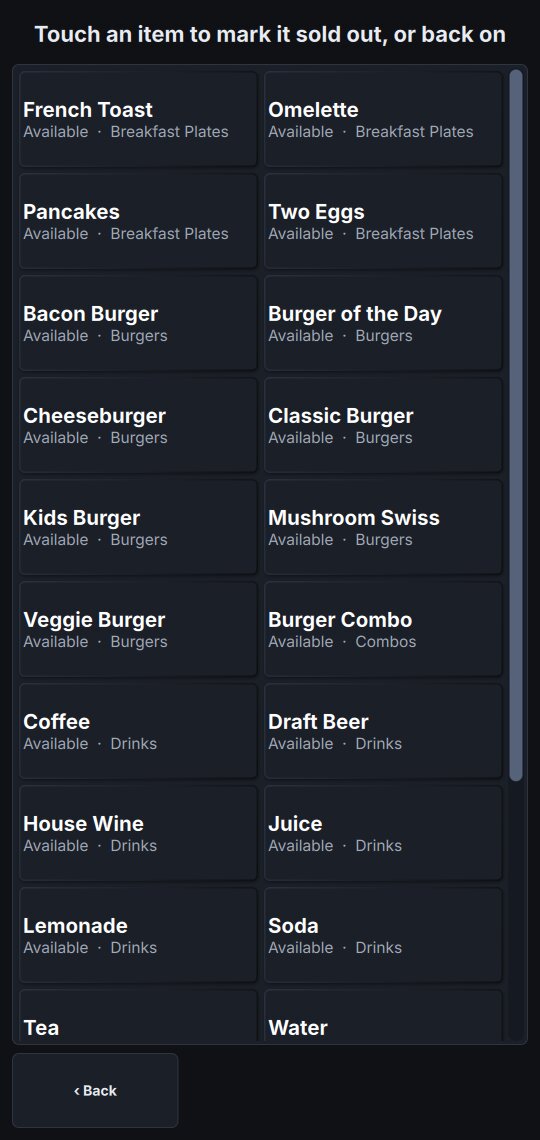 Touch an item to mark it sold out, or back on
French Toast
Available · Breakfast Plates
Omelette
Available · Breakfast Plates
Pancakes
Available · Breakfast Plates
Two Eggs
Available · Breakfast Plates
Bacon Burger
Available · Burgers
Burger of the Day
Available · Burgers
Cheeseburger
Available · Burgers
Classic Burger
Available · Burgers
Kids Burger
Available · Burgers
Mushroom Swiss
Available · Burgers
Veggie Burger
Available · Burgers
Burger Combo
Available · Combos
Coffee
Available · Drinks
Draft Beer
Available · Drinks
House Wine
Available · Drinks
Juice
Available · Drinks
Lemonade
Available · Drinks
Soda
Available · Drinks
Tea
Water
‹ Back